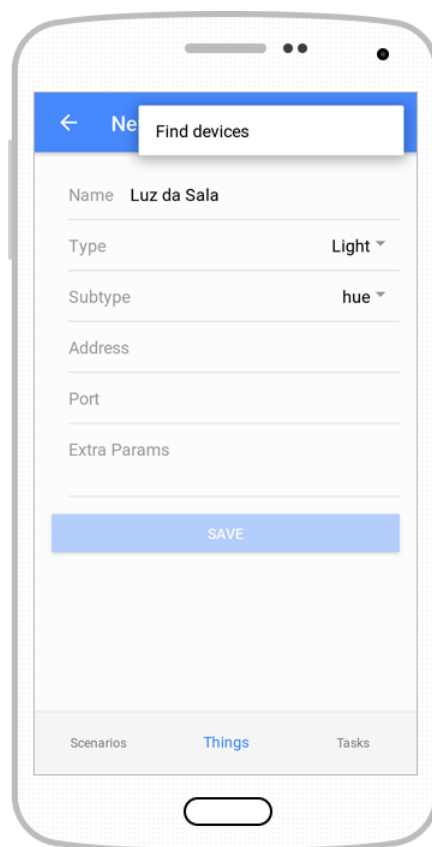 Ne
Find devices
Name Luz da Sala
Type Light
Subtype hue
Address
Port
Extra Params
SAVE
Scenarios Things Tasks